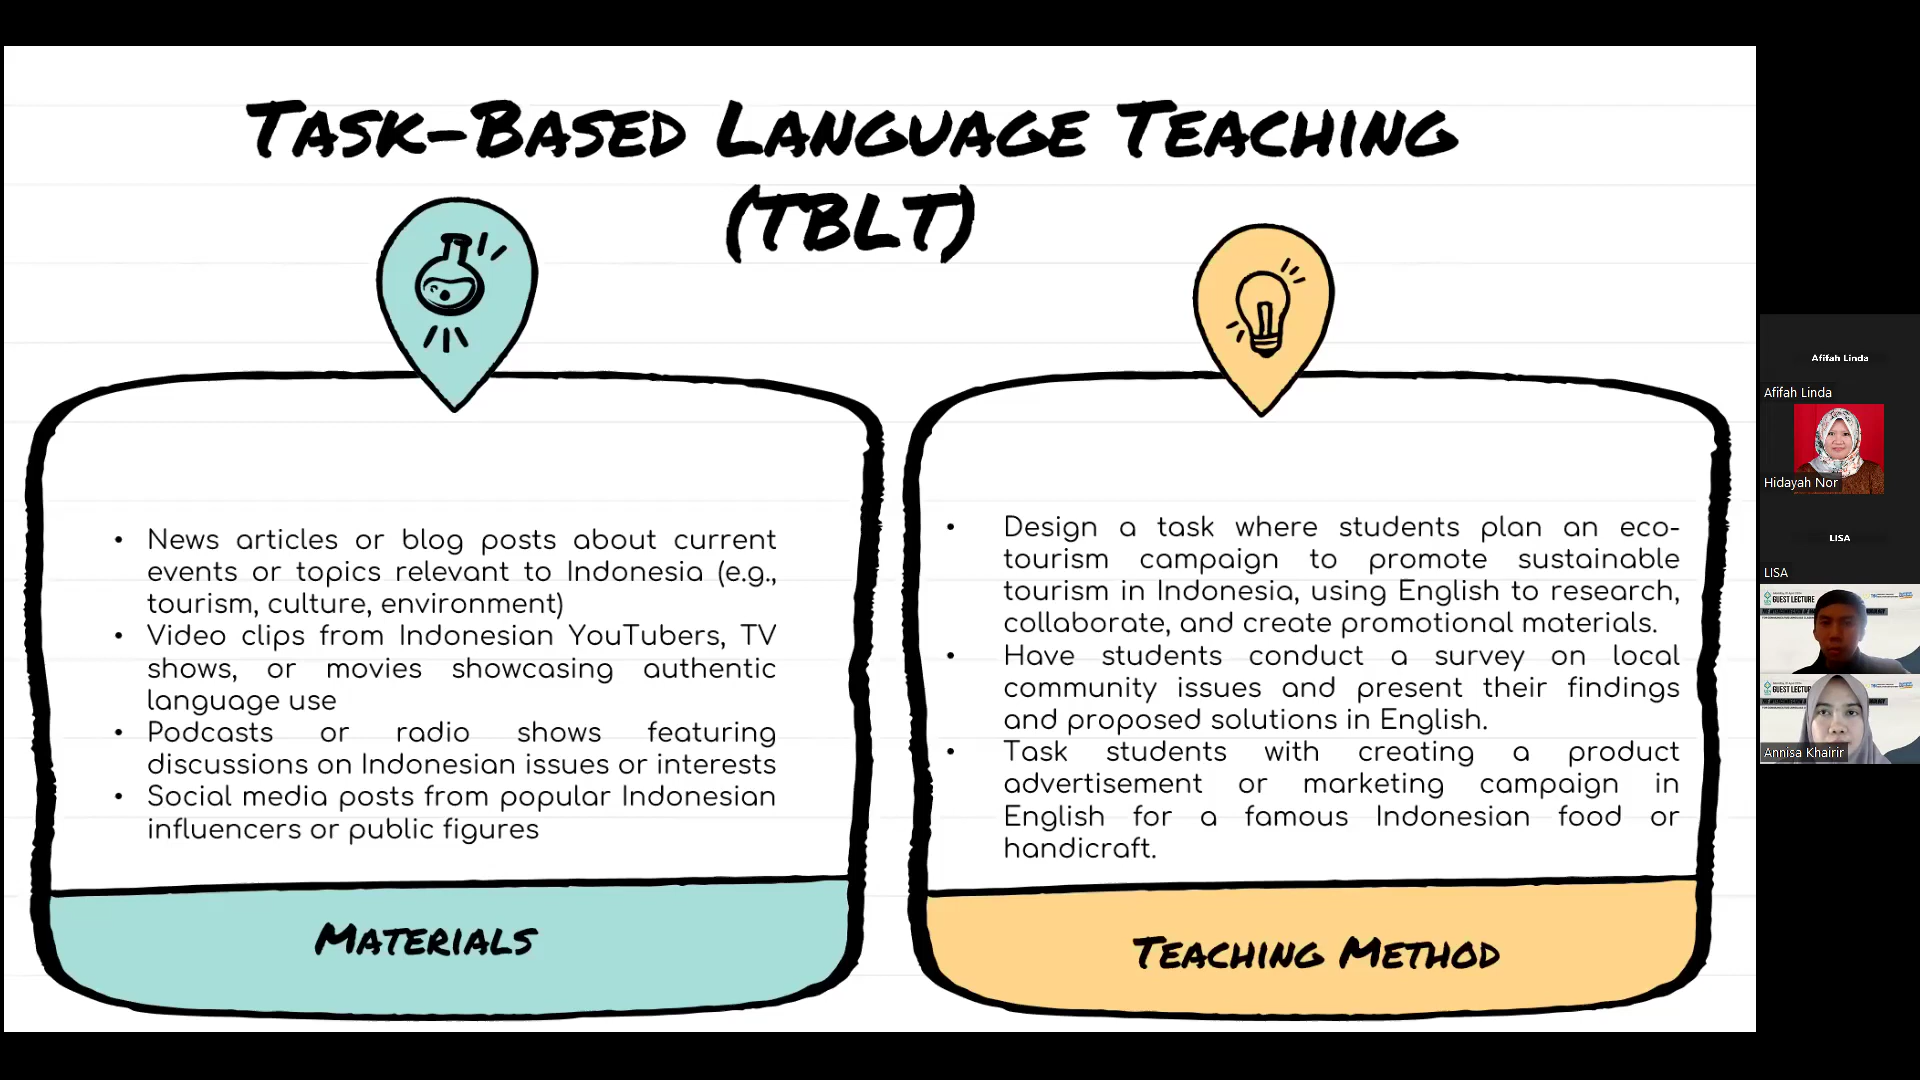 Task-Based Language Teaching
(TBLT)
• News articles or blog posts about current
events or topics relevant to Indonesia (e.g.,
tourism, culture, environment)
• Video clips from Indonesian YouTubers, TV
shows, or movies showcasing authentic
language use
• Podcasts or radio shows featuring
discussions on Indonesian issues or interests
• Social media posts from popular Indonesian
influencers or public figures
Materials
• Design a task where students plan an eco-
tourism campaign to promote sustainable
tourism in Indonesia, using English to research,
collaborate, and create promotional materials.
• Have students conduct a survey on local
community issues and present their findings
and proposed solutions in English.
• Task students with creating a product
advertisement or marketing campaign in
English for a famous Indonesian food or
handicraft.
Teaching Method
Afifah Linda
Afifah Linda
Hidayah Nor
LISA
LISA
GUEST LECTURE
GUEST LECTURE
Annisa Khairir